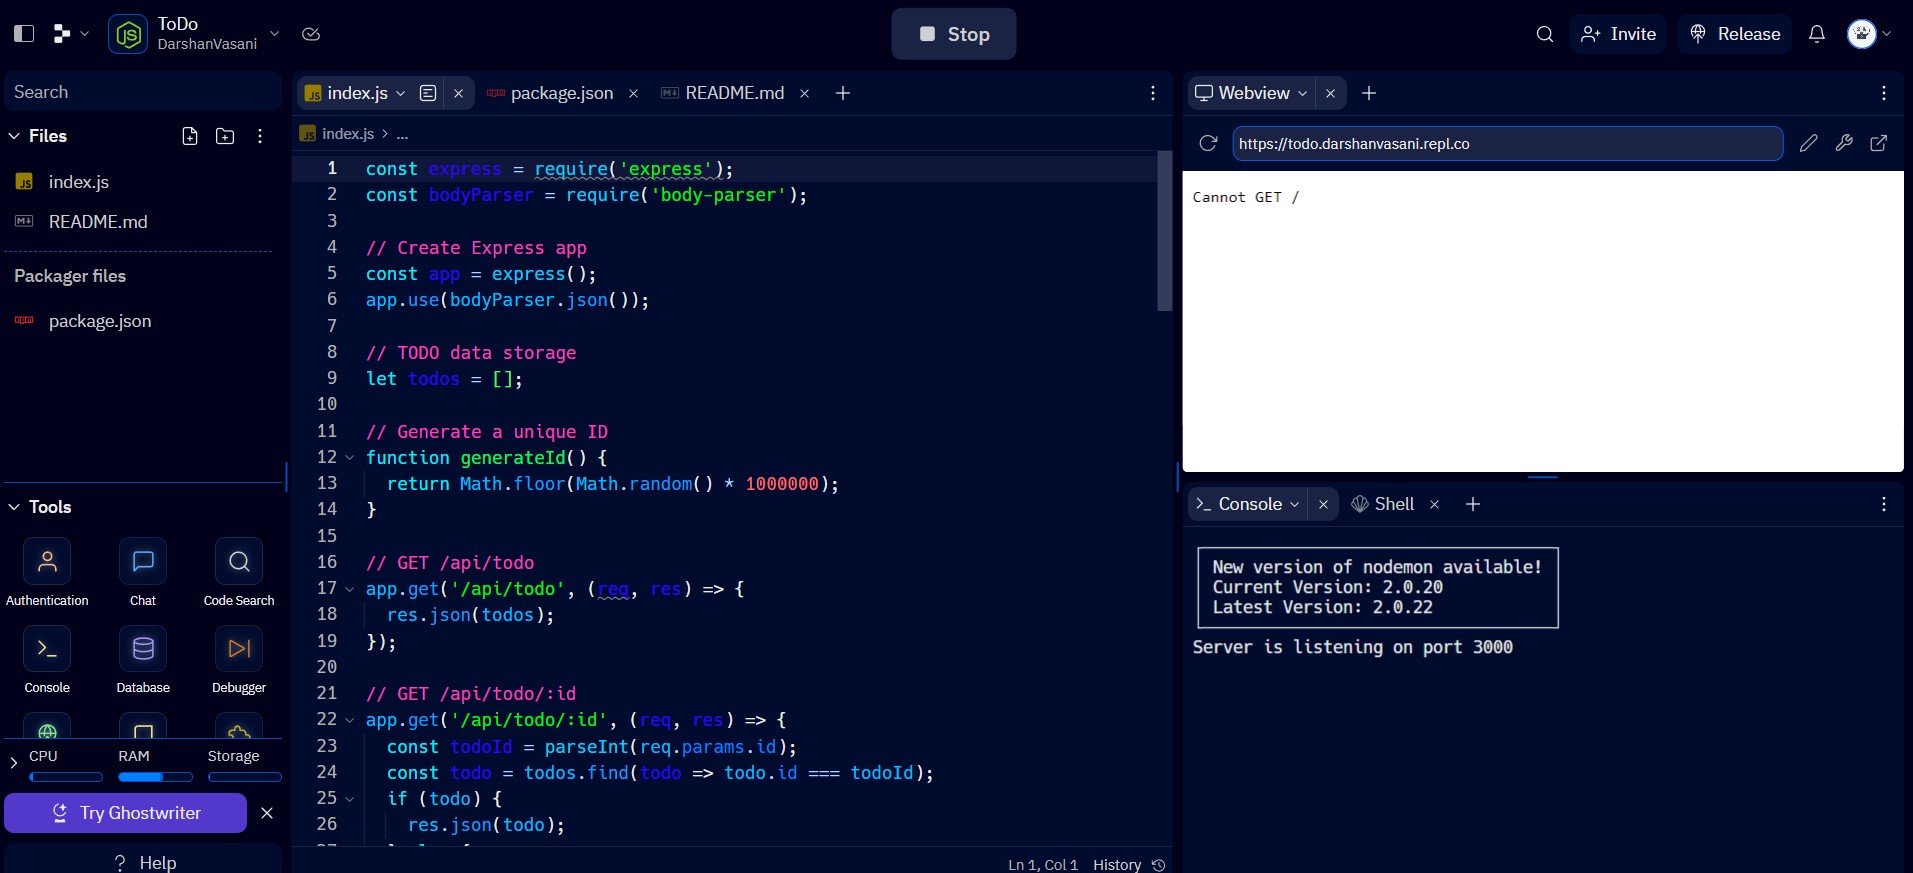 ToDo
DarshanVasani
Stop
Invite
Release
Search
Files
index.js
README.md
Packager files
package.json
Tools
Authentication
Chat
Code Search
Console
Database
Debugger
CPU
RAM
Storage
Try Ghostwriter
Help
index.js
package.json
README.md
index.js > ...
1 const express = require('express');
2 const bodyParser = require('body-parser');
3
4 // Create Express app
5 const app = express();
6 app.use(bodyParser.json());
7
8 // TODO data storage
9 let todos = [];
10
11 // Generate a unique ID
12 function generateId() {
13 return Math.floor(Math.random() * 1000000);
14 }
15
16 // GET /api/todo
17 app.get('/api/todo', (req, res) => {
18 res.json(todos);
19 });
20
21 // GET /api/todo/:id
22 app.get('/api/todo/:id', (req, res) => {
23 const todoId = parseInt(req.params.id);
24 const todo = todos.find(todo => todo.id === todoId);
25 if (todo) {
26 res.json(todo);
Ln 1, Col 1 History
Webview
https://todo.darshanvasani.repl.co
Cannot GET /
Console
Shell
New version of nodemon available!
Current Version: 2.0.20
Latest Version: 2.0.22
Server is listening on port 3000